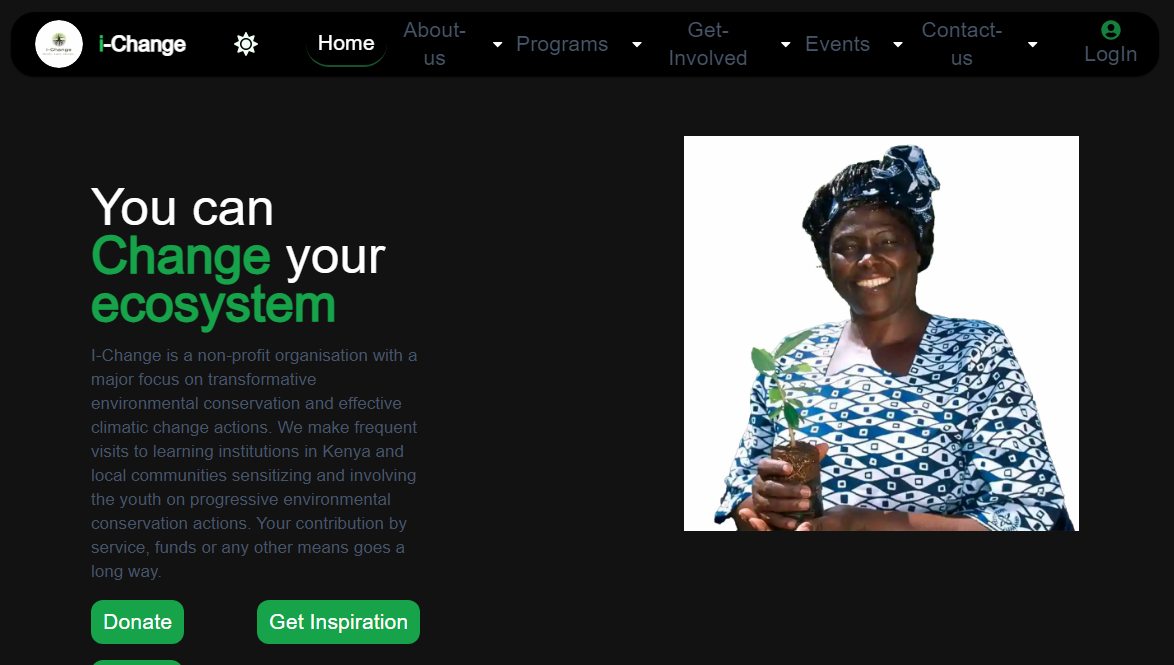 i-Change
i-Change
Home
About-
us
Programs
Get-
Involved
Events
Contact-
us
LogIn
You can
Change your
ecosystem
I-Change is a non-profit organisation with a
major focus on transformative
environmental conservation and effective
climatic change actions. We make frequent
visits to learning institutions in Kenya and
local communities sensitizing and involving
the youth on progressive environmental
conservation actions. Your contribution by
service, funds or any other means goes a
long way.
Donate
Get Inspiration